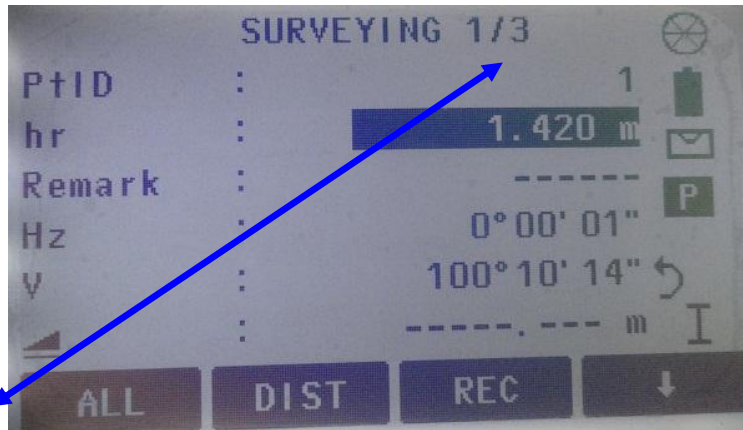 SURVEYING 1/3
PtID : 1
hr : 1.420 m
Remark : ------
P
Hz : 0°00'01"
V : 100°10'14"
: -----.--- m
ALL DIST REC ↓